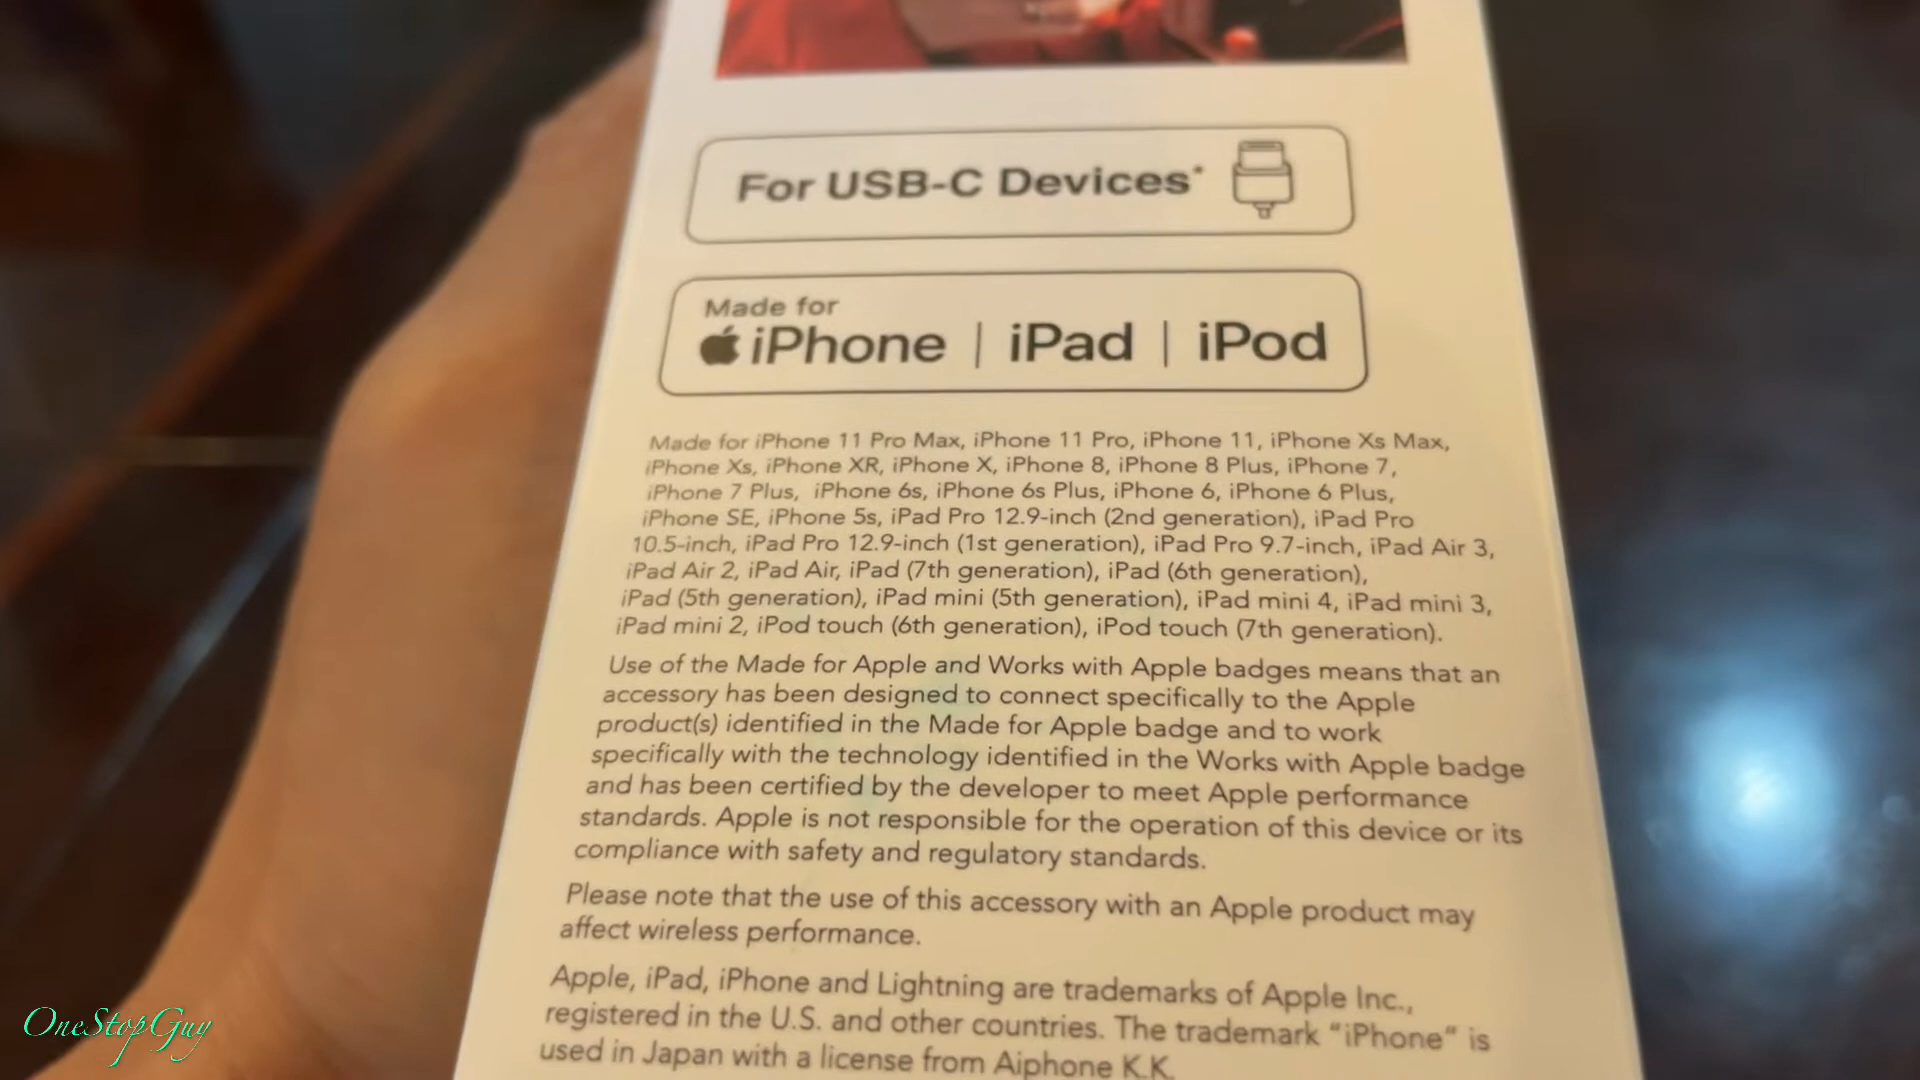 For USB-C Devices*
Made for
iPhone | iPad | iPod
Made for iPhone 11 Pro Max, iPhone 11 Pro, iPhone 11, iPhone Xs Max,
iPhone Xs, iPhone XR, iPhone X, iPhone 8, iPhone 8 Plus, iPhone 7,
iPhone 7 Plus, iPhone 6s, iPhone 6s Plus, iPhone 6, iPhone 6 Plus,
iPhone SE, iPhone 5s, iPad Pro 12.9-inch (2nd generation), iPad Pro
10.5-inch, iPad Pro 12.9-inch (1st generation), iPad Pro 9.7-inch, iPad Air 3,
iPad Air 2, iPad Air, iPad (7th generation), iPad (6th generation),
iPad (5th generation), iPad mini (5th generation), iPad mini 4, iPad mini 3,
iPad mini 2, iPod touch (6th generation), iPod touch (7th generation).
Use of the Made for Apple and Works with Apple badges means that an
accessory has been designed to connect specifically to the Apple
product(s) identified in the Made for Apple badge and to work
specifically with the technology identified in the Works with Apple badge
and has been certified by the developer to meet Apple performance
standards. Apple is not responsible for the operation of this device or its
compliance with safety and regulatory standards.
Please note that the use of this accessory with an Apple product may
affect wireless performance.
Apple, iPad, iPhone and Lightning are trademarks of Apple Inc.,
registered in the U.S. and other countries. The trademark “iPhone” is
used in Japan with a license from Aiphone K.K.
OneStopGuy